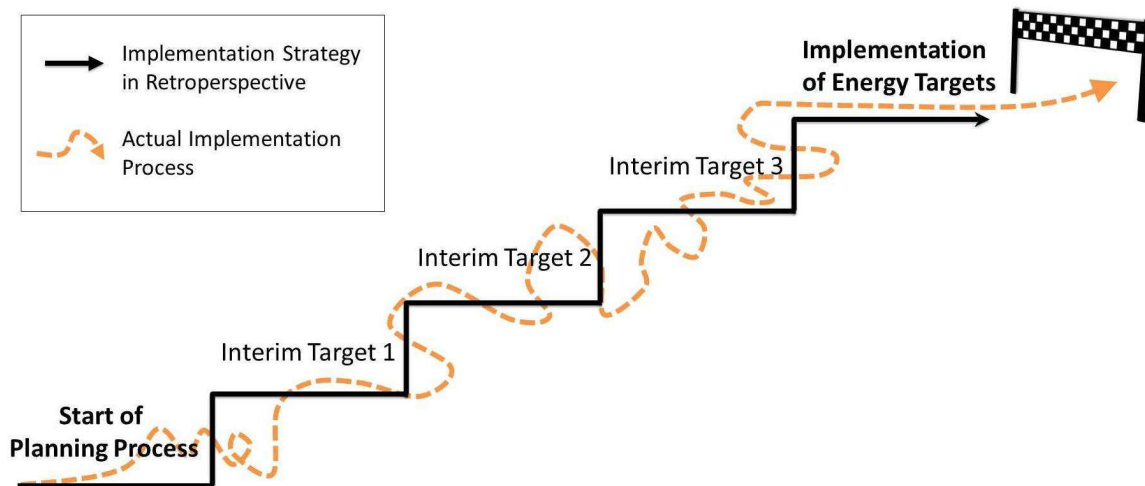 Implementation Strategy
in Retroperspective
Actual Implementation
Process
Implementation
of Energy Targets
Interim Target 3
Interim Target 2
Interim Target 1
Start of
Planning Process